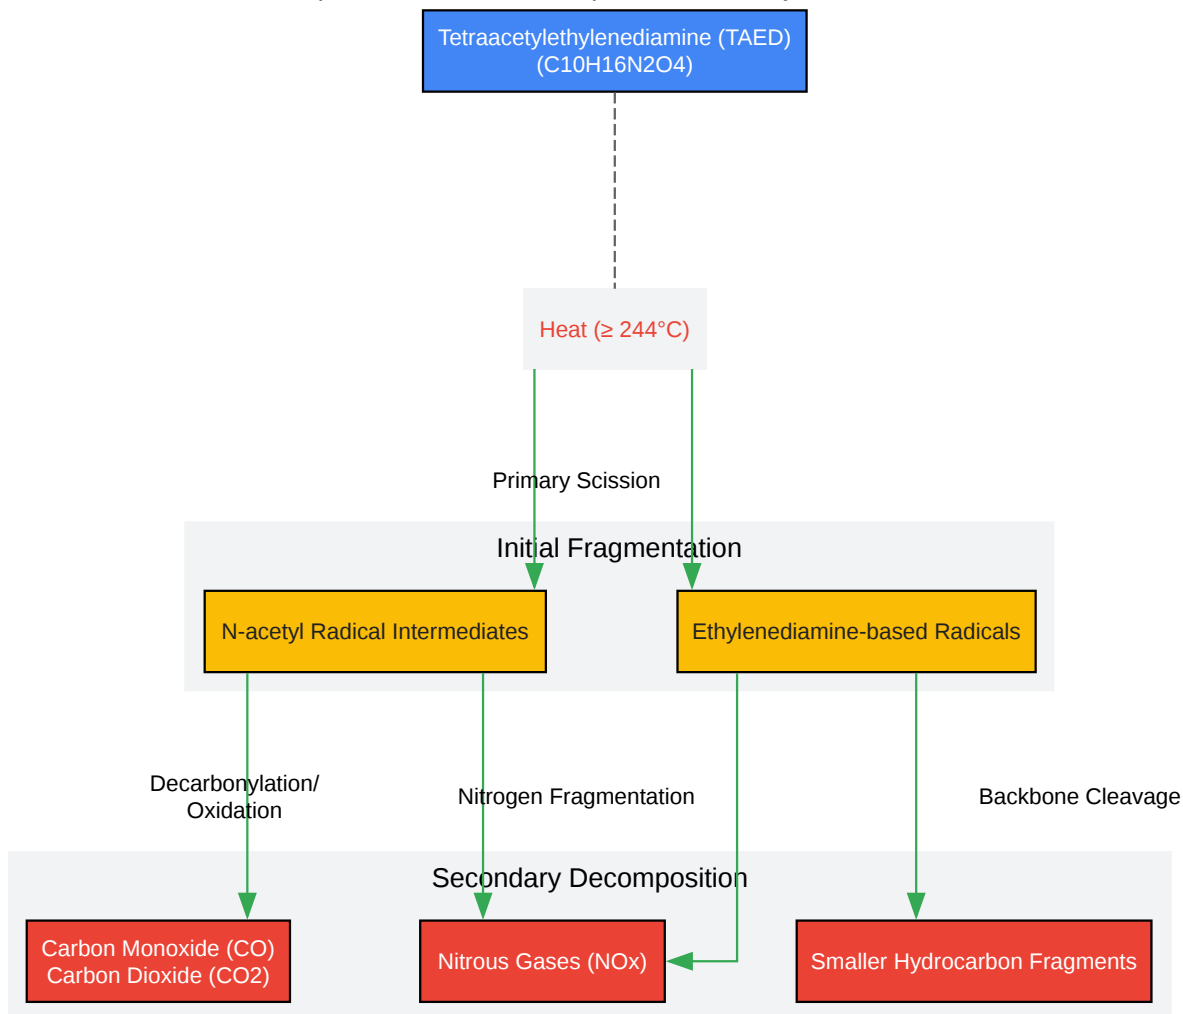 Tetraacetylethylenediamine (TAED)
(C10H16N2O4)
Heat (≥ 244°C)
Primary Scission
Initial Fragmentation
N-acetyl Radical Intermediates
Ethylenediamine-based Radicals
Decarbonylation/
Oxidation
Nitrogen Fragmentation
Backbone Cleavage
Secondary Decomposition
Carbon Monoxide (CO)
Carbon Dioxide (CO2)
Nitrous Gases (NOx)
Smaller Hydrocarbon Fragments